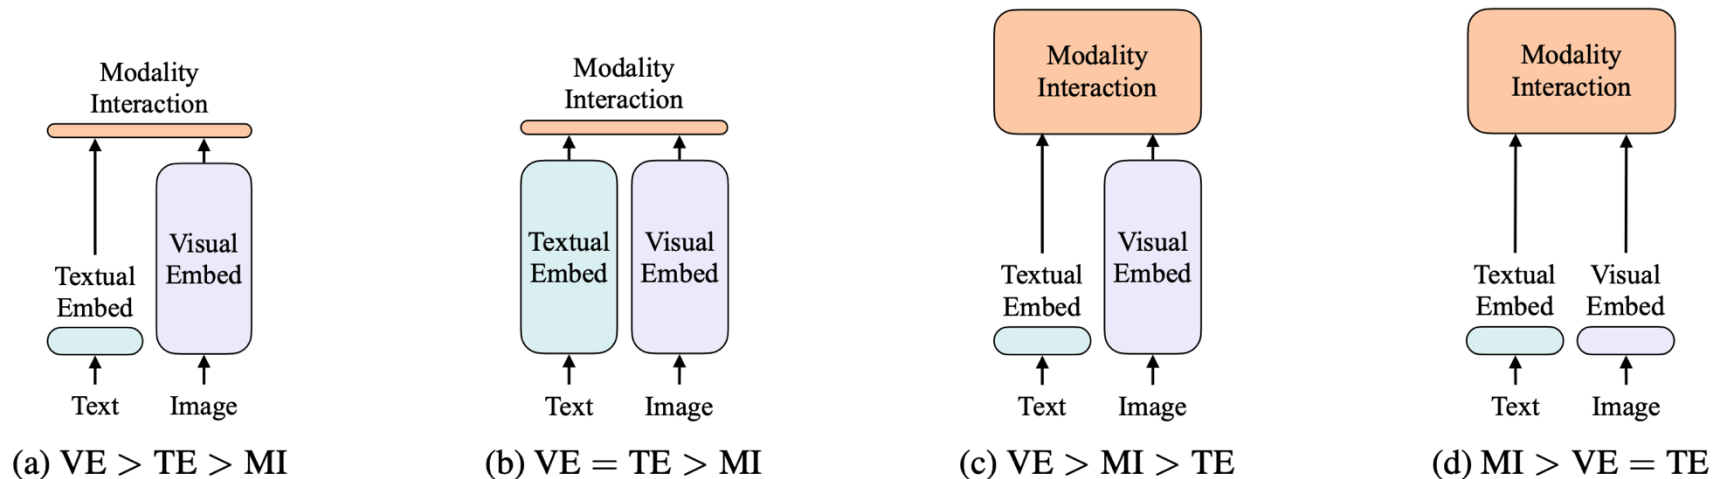 Modality
Interaction
Textual
Embed
Visual
Embed
Text
Image
(a) VE > TE > MI
Modality
Interaction
Textual
Embed
Visual
Embed
Text
Image
(b) VE = TE > MI
Modality
Interaction
Textual
Embed
Visual
Embed
Text
Image
(c) VE > MI > TE
Modality
Interaction
Textual
Embed
Visual
Embed
Text
Image
(d) MI > VE = TE